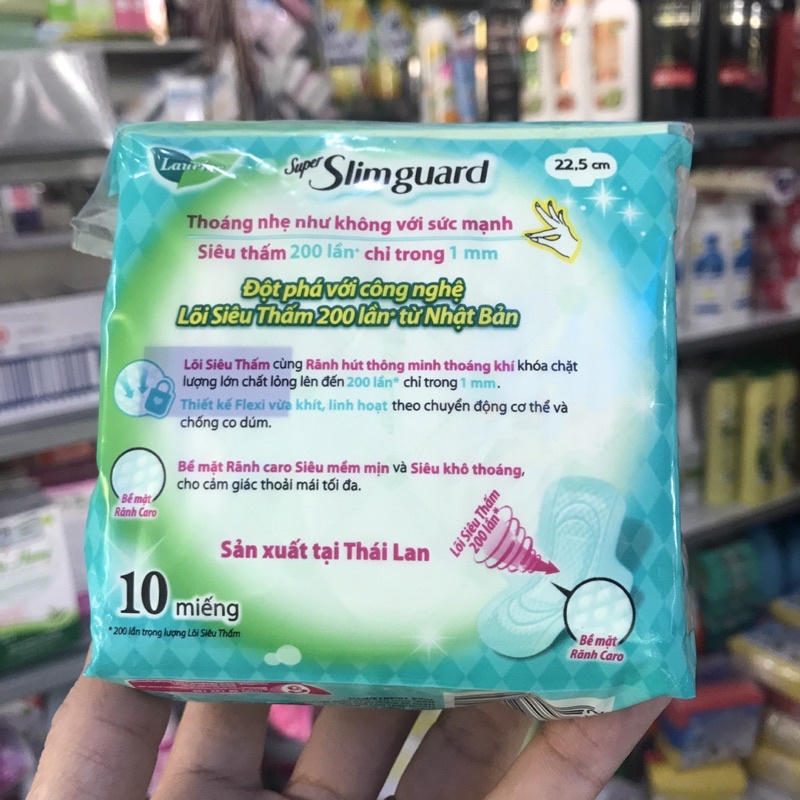 Super Slimguard
22,5 cm
Thoáng nhẹ như không với sức mạnh
Siêu thấm 200 lần* chỉ trong 1 mm
Đột phá với công nghệ
Lõi Siêu Thấm 200 lần* từ Nhật Bản
Lõi Siêu Thấm cùng Rãnh hút thông minh thoáng khí khóa chặt
lượng lớn chất lỏng lên đến 200 lần* chỉ trong 1 mm.
Thiết kế Flexi vừa khít, linh hoạt theo chuyển động cơ thể và
chống co dúm.
Bề mặt Rãnh caro Siêu mềm mịn và Siêu khô thoáng,
cho cảm giác thoải mái tối đa.
Bề mặt
Rãnh Caro
Lõi Siêu Thấm
200 lần*
Sản xuất tại Thái Lan
10 miếng
* 200 lần trọng lượng Lõi Siêu Thấm
Bề mặt
Rãnh Caro